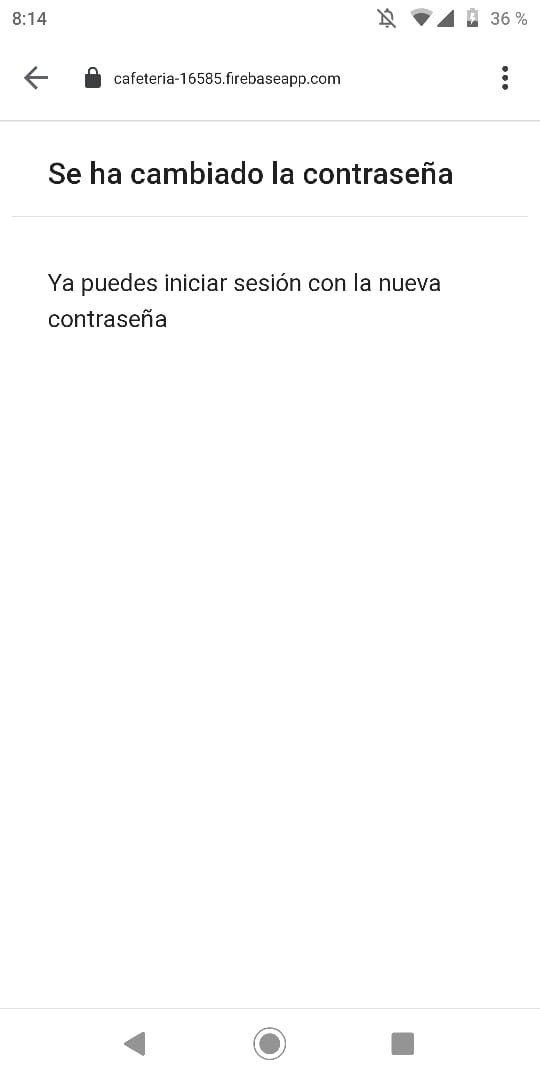 8:14
36 %
cafeteria-16585.firebaseapp.com
Se ha cambiado la contraseña
Ya puedes iniciar sesión con la nueva
contraseña